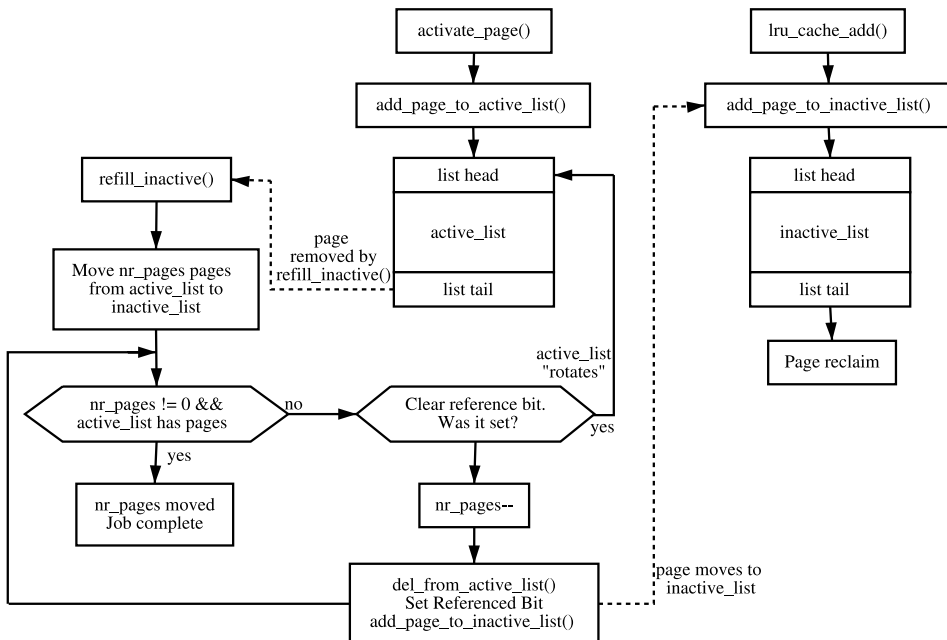 activate_page()
lru_cache_add()
add_page_to_active_list()
add_page_to_inactive_list()
refill_inactive()
list head
active_list
list tail
list head
inactive_list
list tail
page
removed by
refill_inactive()
Move nr_pages pages
from active_list to
inactive_list
Page reclaim
active_list
"rotates"
nr_pages != 0 &&
active_list has pages
no
Clear reference bit.
Was it set?
yes
yes
nr_pages moved
Job complete
nr_pages--
del_from_active_list()
Set Referenced Bit
add_page_to_inactive_list()
page moves to
inactive_list